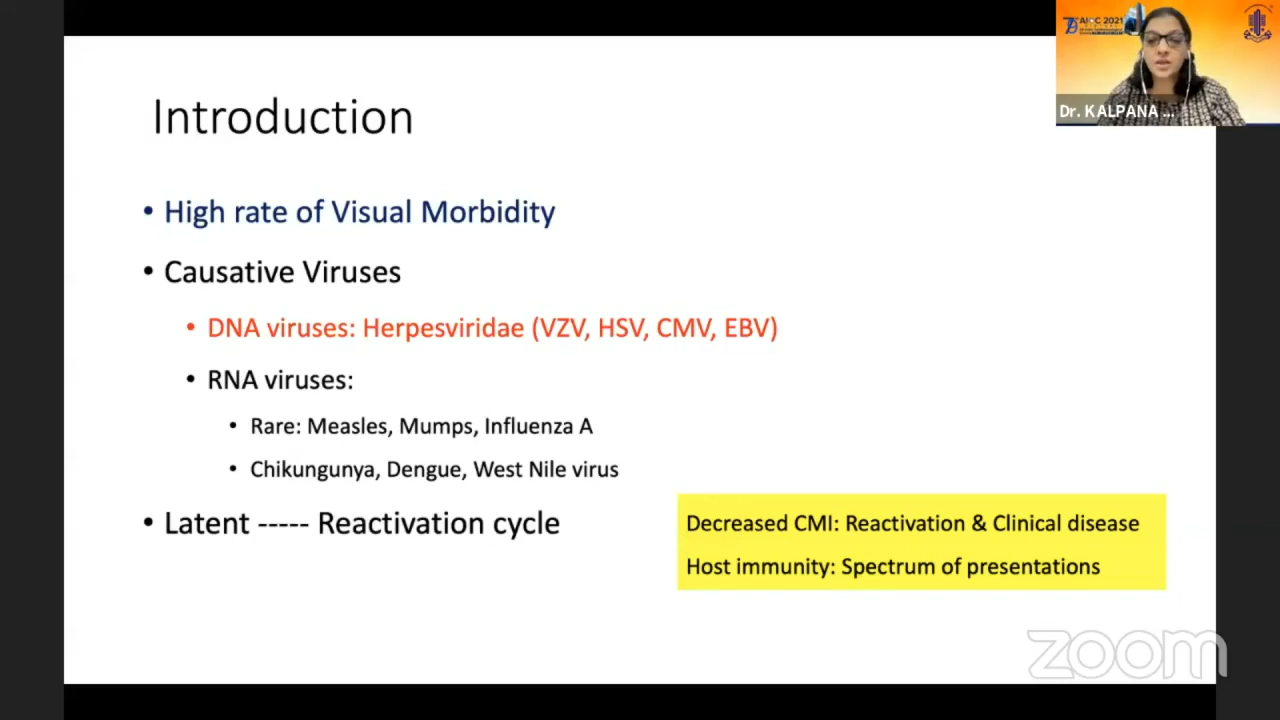 AIOC 2021
Dr. KALPANA ...
Introduction
• High rate of Visual Morbidity
• Causative Viruses
• DNA viruses: Herpesviridae (VZV, HSV, CMV, EBV)
• RNA viruses:
• Rare: Measles, Mumps, Influenza A
• Chikungunya, Dengue, West Nile virus
• Latent ----- Reactivation cycle
Decreased CMI: Reactivation & Clinical disease
Host immunity: Spectrum of presentations
zoom